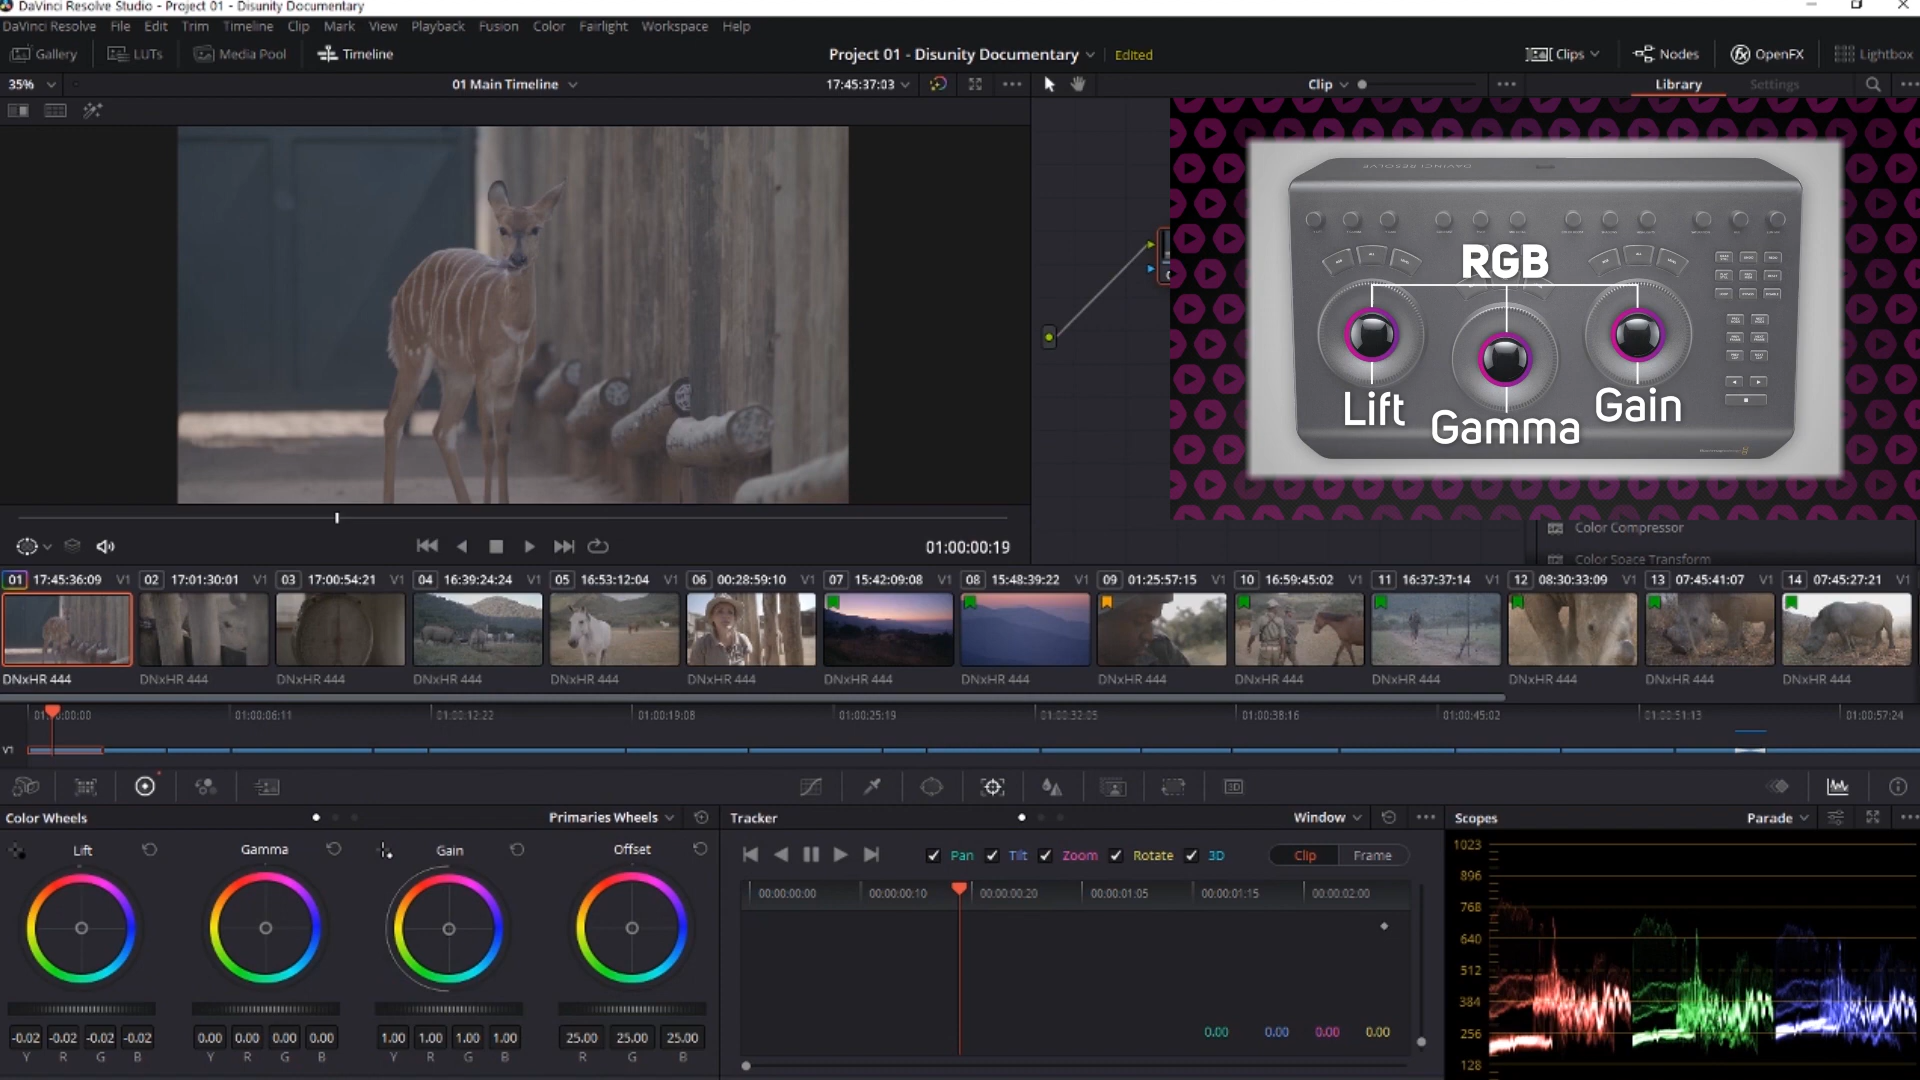 DaVinci Resolve Studio - Project 01 - Disunity Documentary
DaVinci Resolve File Edit Trim Timeline Clip Mark View Playback Fusion Color Fairlight Workspace Help
Gallery LUTs Media Pool Timeline Project 01 - Disunity Documentary Edited Clips Nodes OpenFX Lightbox
35% 01 Main Timeline 17:45:37:03 Clip Library Settings
DAVINCI RESOLVE
RGB
Lift Gamma Gain
Color Compressor
Color Space Transform
01:00:00:19
01 17:45:36:09 V1 02 17:01:30:01 V1 03 17:00:54:21 V1 04 16:39:24:24 V1 05 16:53:12:04 V1 06 00:28:59:10 V1 07 15:42:09:08 V1 08 15:48:39:22 V1 09 01:25:57:15 V1 10 16:59:45:02 V1 11 16:37:37:14 V1 12 08:30:33:09 V1 13 07:45:41:07 V1 14 07:45:27:21 V1
DNxHR 444 DNxHR 444 DNxHR 444 DNxHR 444 DNxHR 444 DNxHR 444 DNxHR 444 DNxHR 444 DNxHR 444 DNxHR 444 DNxHR 444 DNxHR 444 DNxHR 444 DNxHR 444
01:00:06:11 01:00:12:22 01:00:19:08 01:00:25:19 01:00:32:05 01:00:38:16 01:00:45:02 01:00:51:13 01:00:57:24
V1
3D
Color Wheels Primaries Wheels Tracker Window Scopes Parade
Lift Gamma Gain Offset
Pan Tilt Zoom Rotate 3D Clip Frame
00:00:00:00 00:00:00:10 00:00:00:20 00:00:01:05 00:00:01:15 00:00:02:00
1023
896
768
640
512
384
256
128
0.00 0.00 0.00 0.00
-0.02 -0.02 -0.02 -0.02 0.00 0.00 0.00 0.00 1.00 1.00 1.00 1.00 25.00 25.00 25.00
Y R G B Y R G B Y R G B R G B